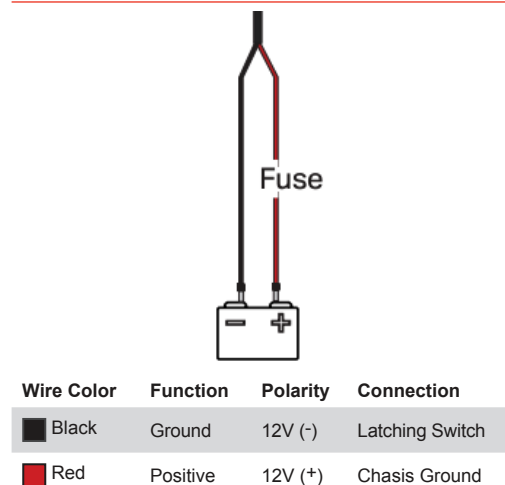 Fuse
Wire Color Function Polarity Connection
Black Ground 12V (-) Latching Switch
Red Positive 12V (+) Chasis Ground